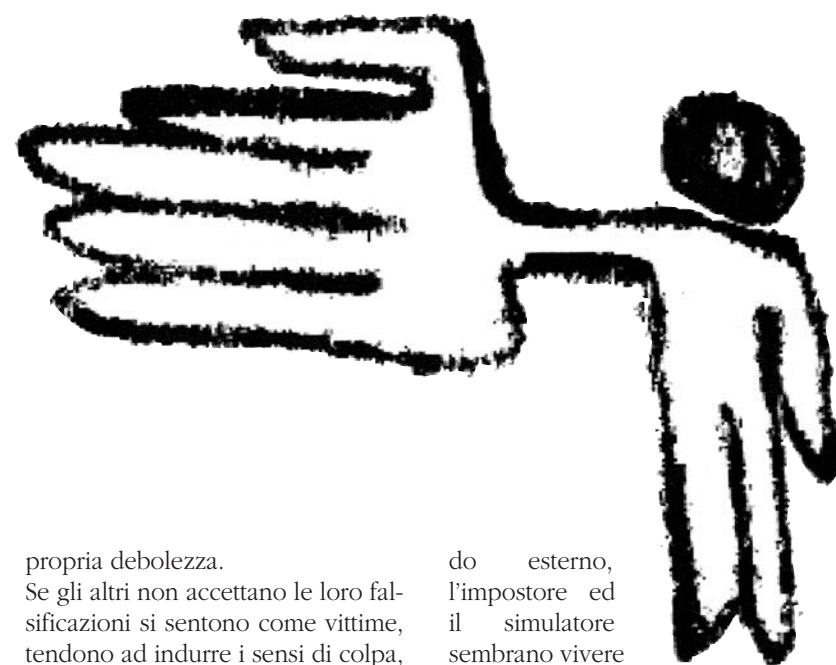 propria debolezza.
Se gli altri non accettano le loro fal-
sificazioni si sentono come vittime,
tendono ad indurre i sensi di colpa,
do esterno,
l'impostore ed
il simulatore
sembrano vivere